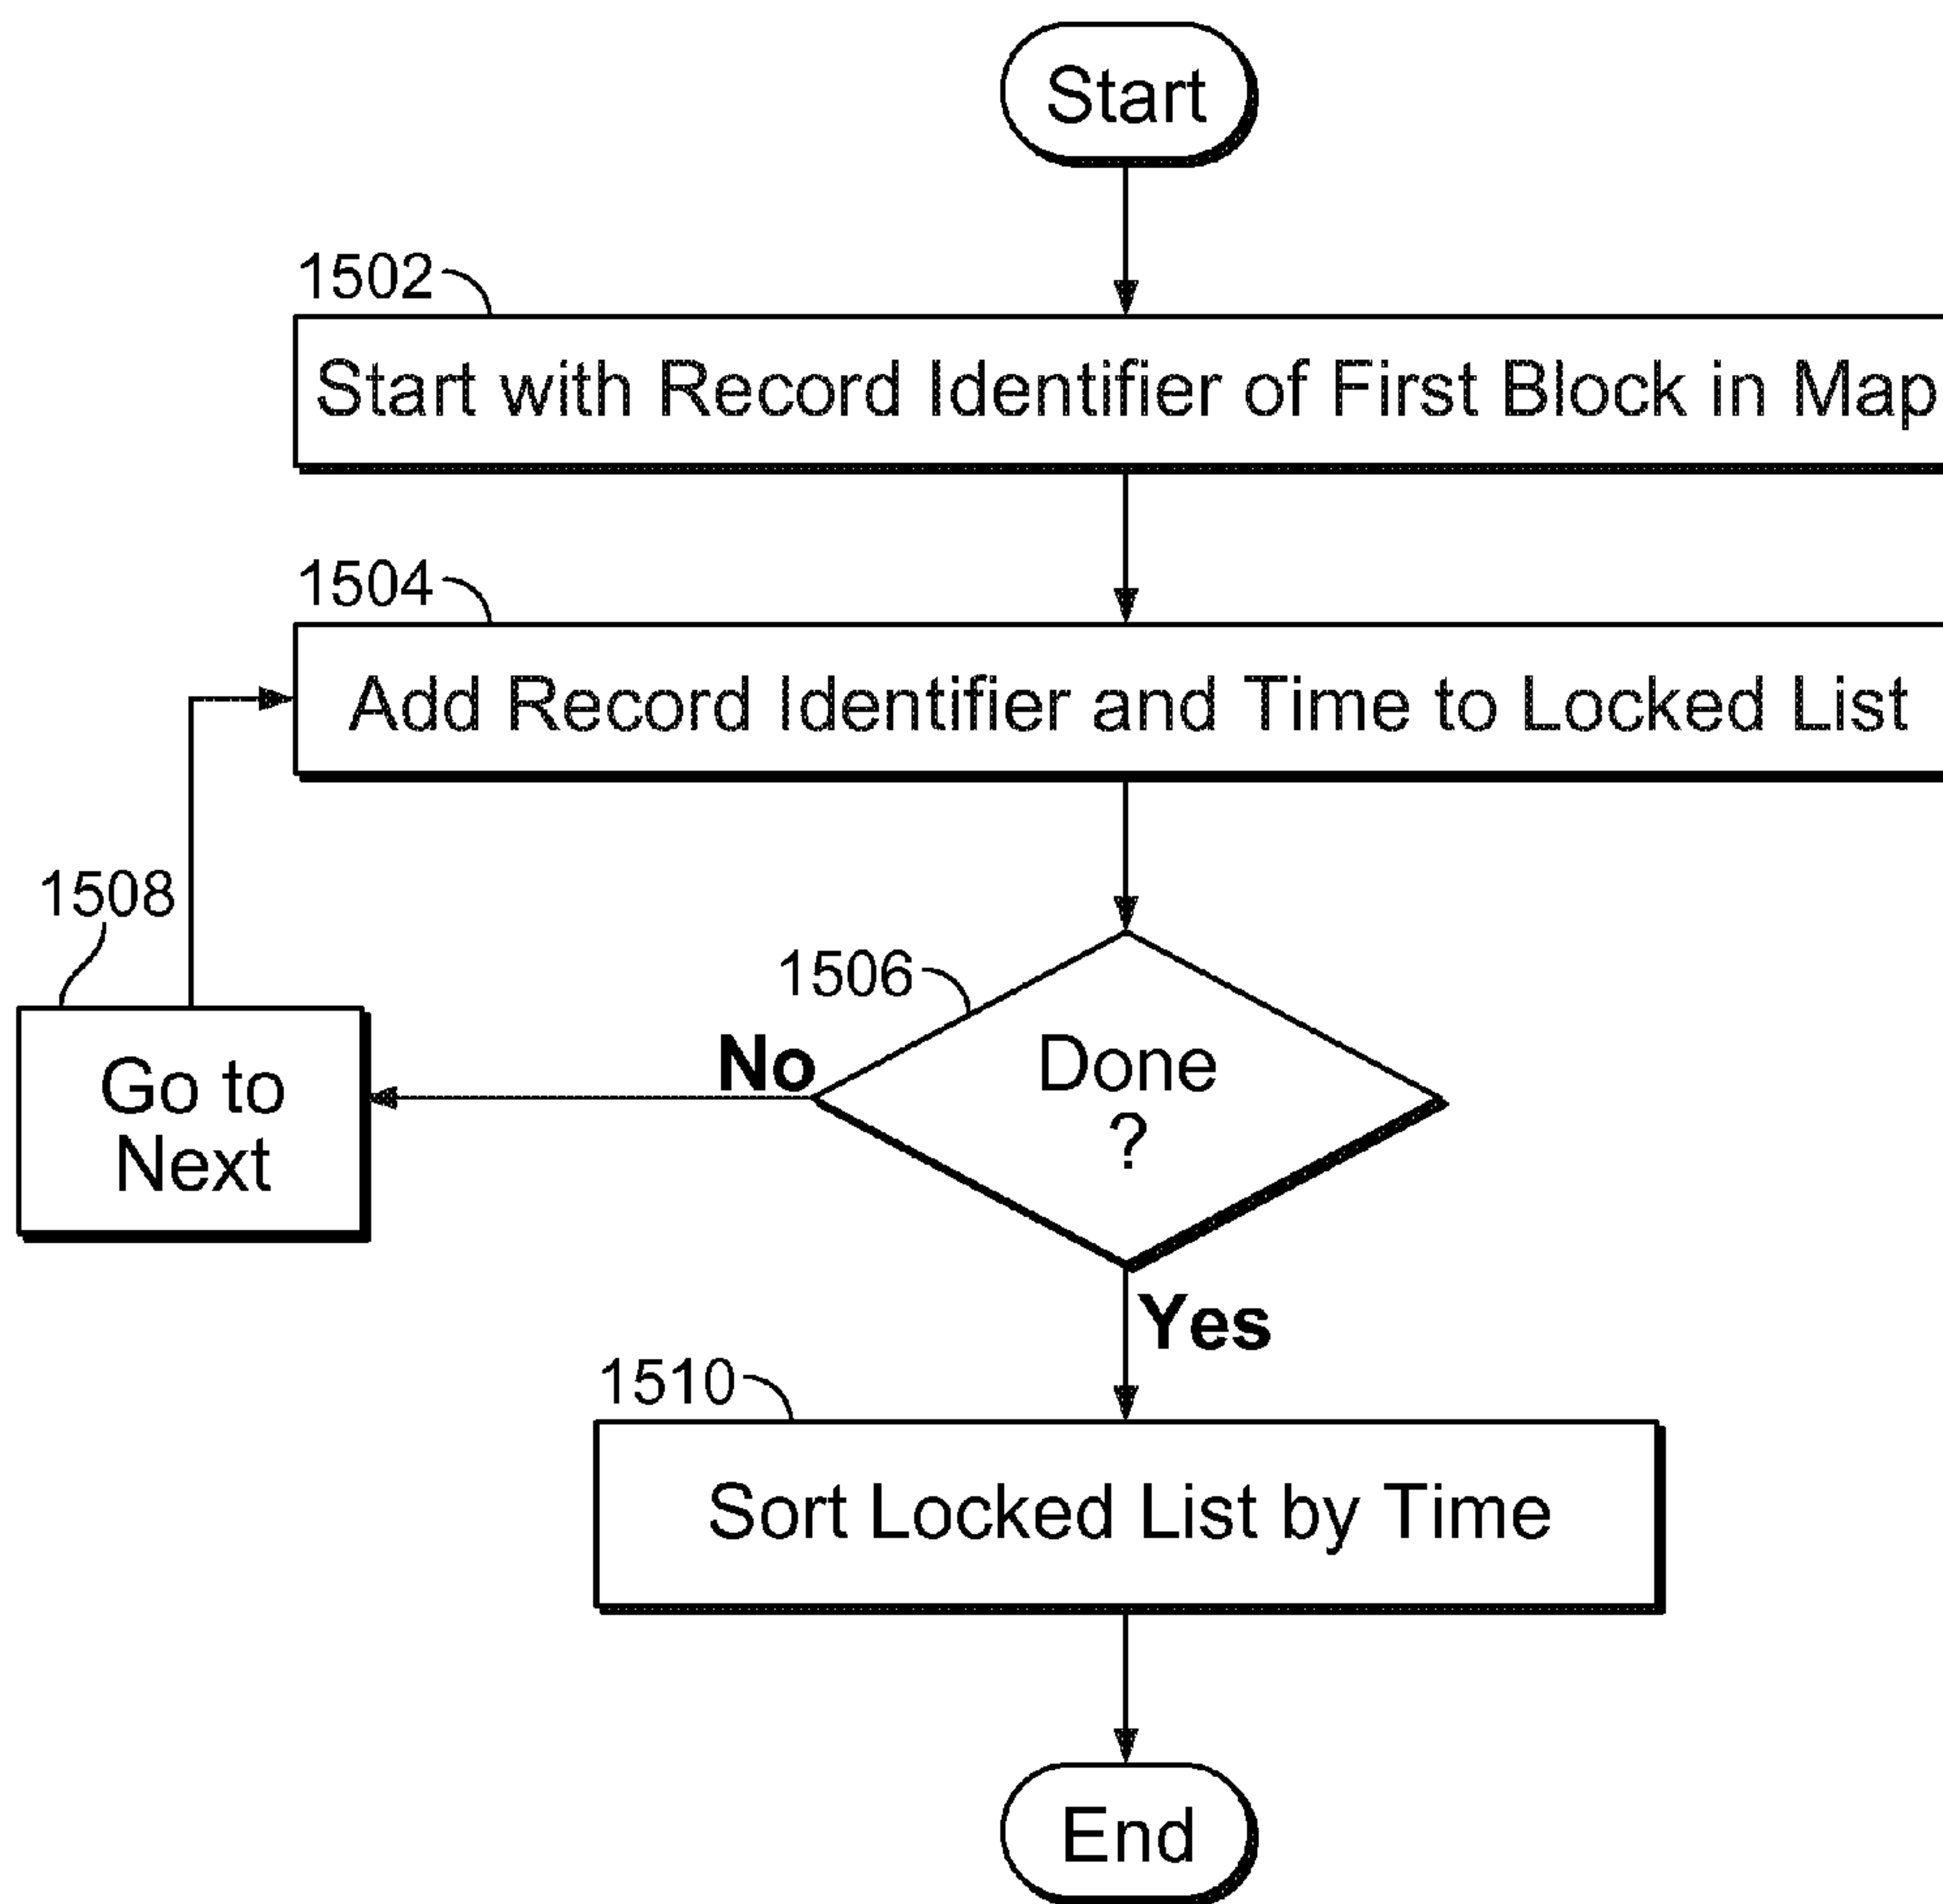 Start
1502
Start with Record Identifier of First Block in Map
1504
Add Record Identifier and Time to Locked List
1508
1506
Go to
Next
No
Done
?
Yes
1510
Sort Locked List by Time
End